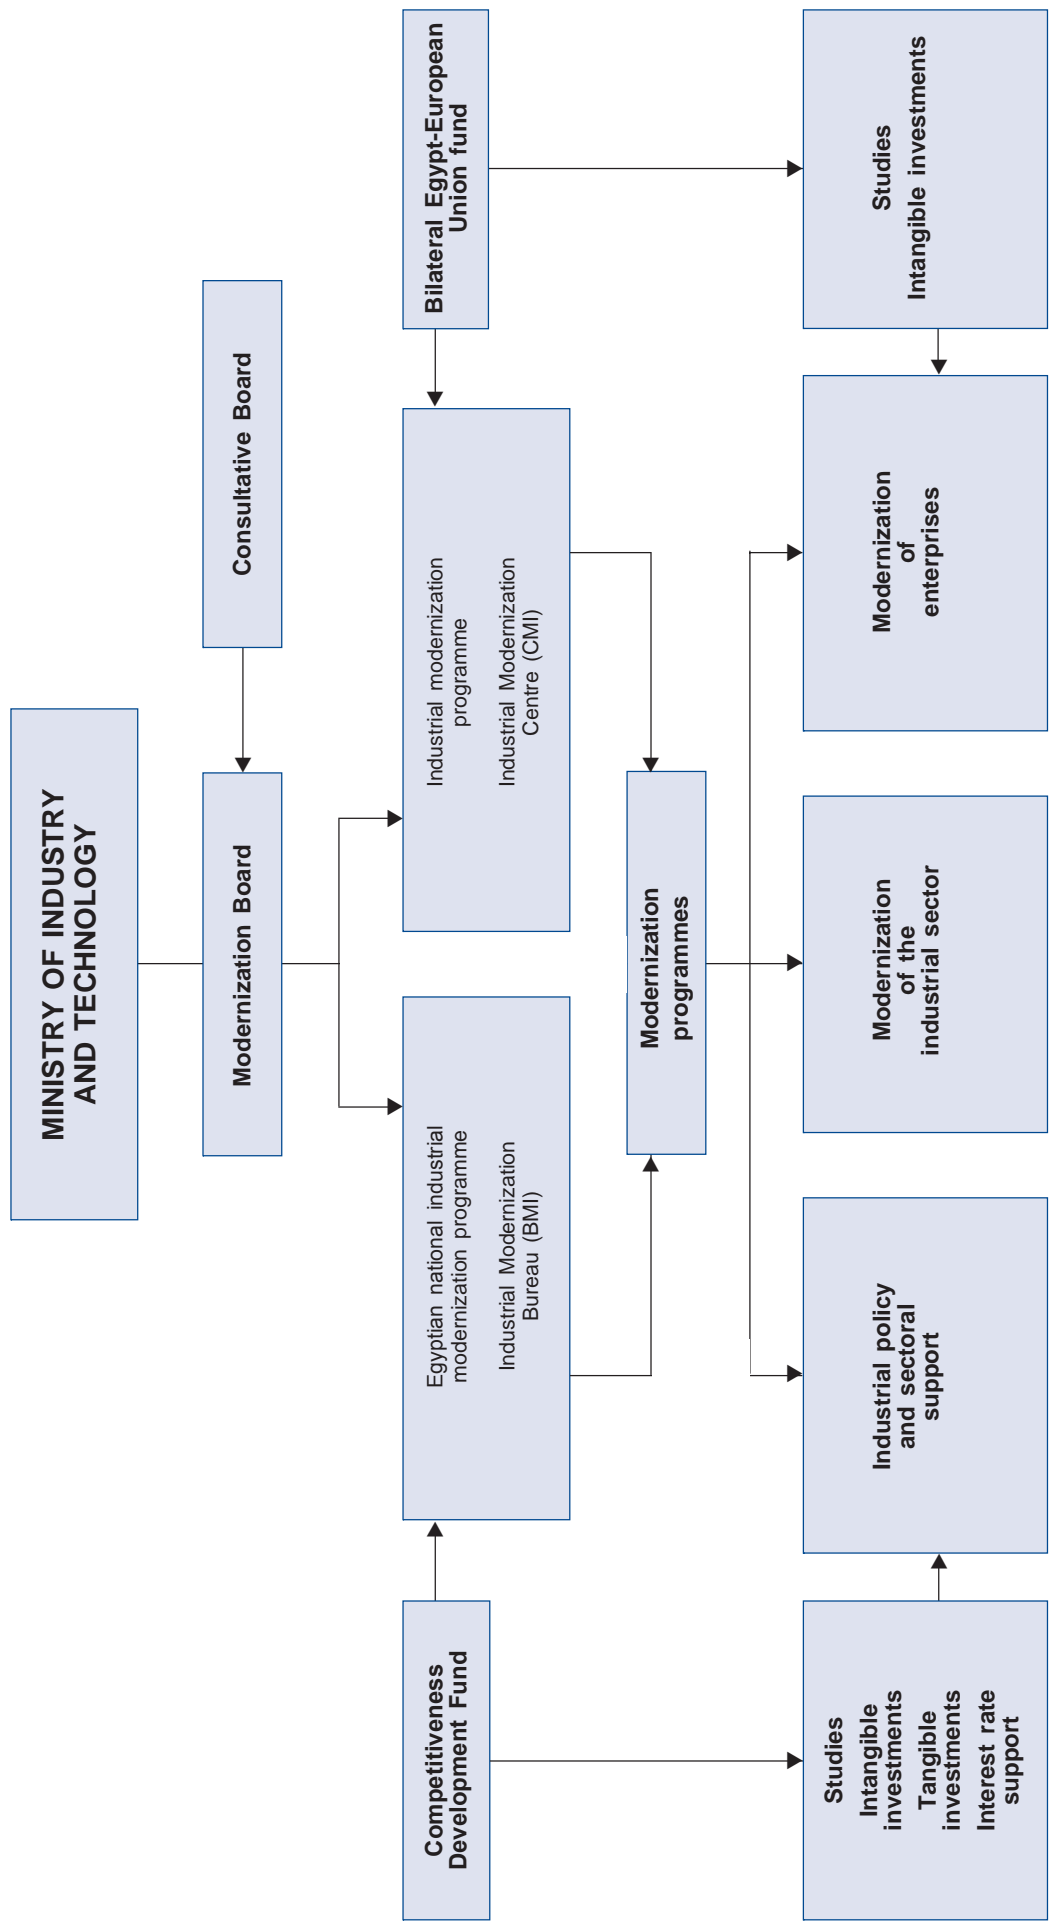 MINISTRY OF INDUSTRY
AND TECHNOLOGY
Modernization Board
Consultative Board
Competitiveness
Development Fund
Egyptian national industrial
modernization programme
Industrial Modernization
Bureau (BMI)
Industrial modernization
programme
Industrial Modernization
Centre (CMI)
Bilateral Egypt-European
Union fund
Modernization
programmes
Studies
Intangible
investments
Tangible
investments
Interest rate
support
Industrial policy
and sectoral
support
Modernization
of the
industrial sector
Modernization
of
enterprises
Studies
Intangible investments